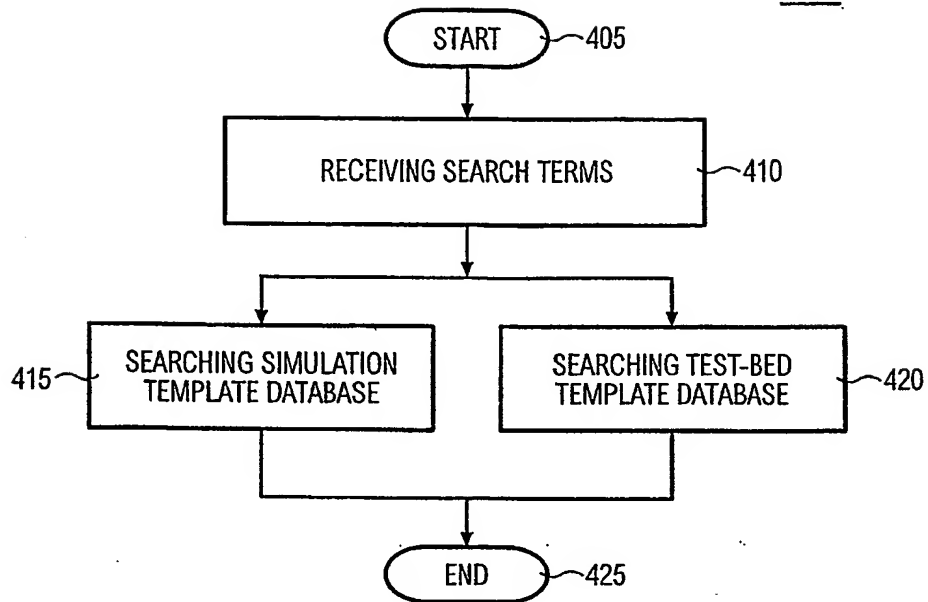 START
405
RECEIVING SEARCH TERMS
410
415
SEARCHING SIMULATION
TEMPLATE DATABASE
SEARCHING TEST-BED
TEMPLATE DATABASE
420
END
425